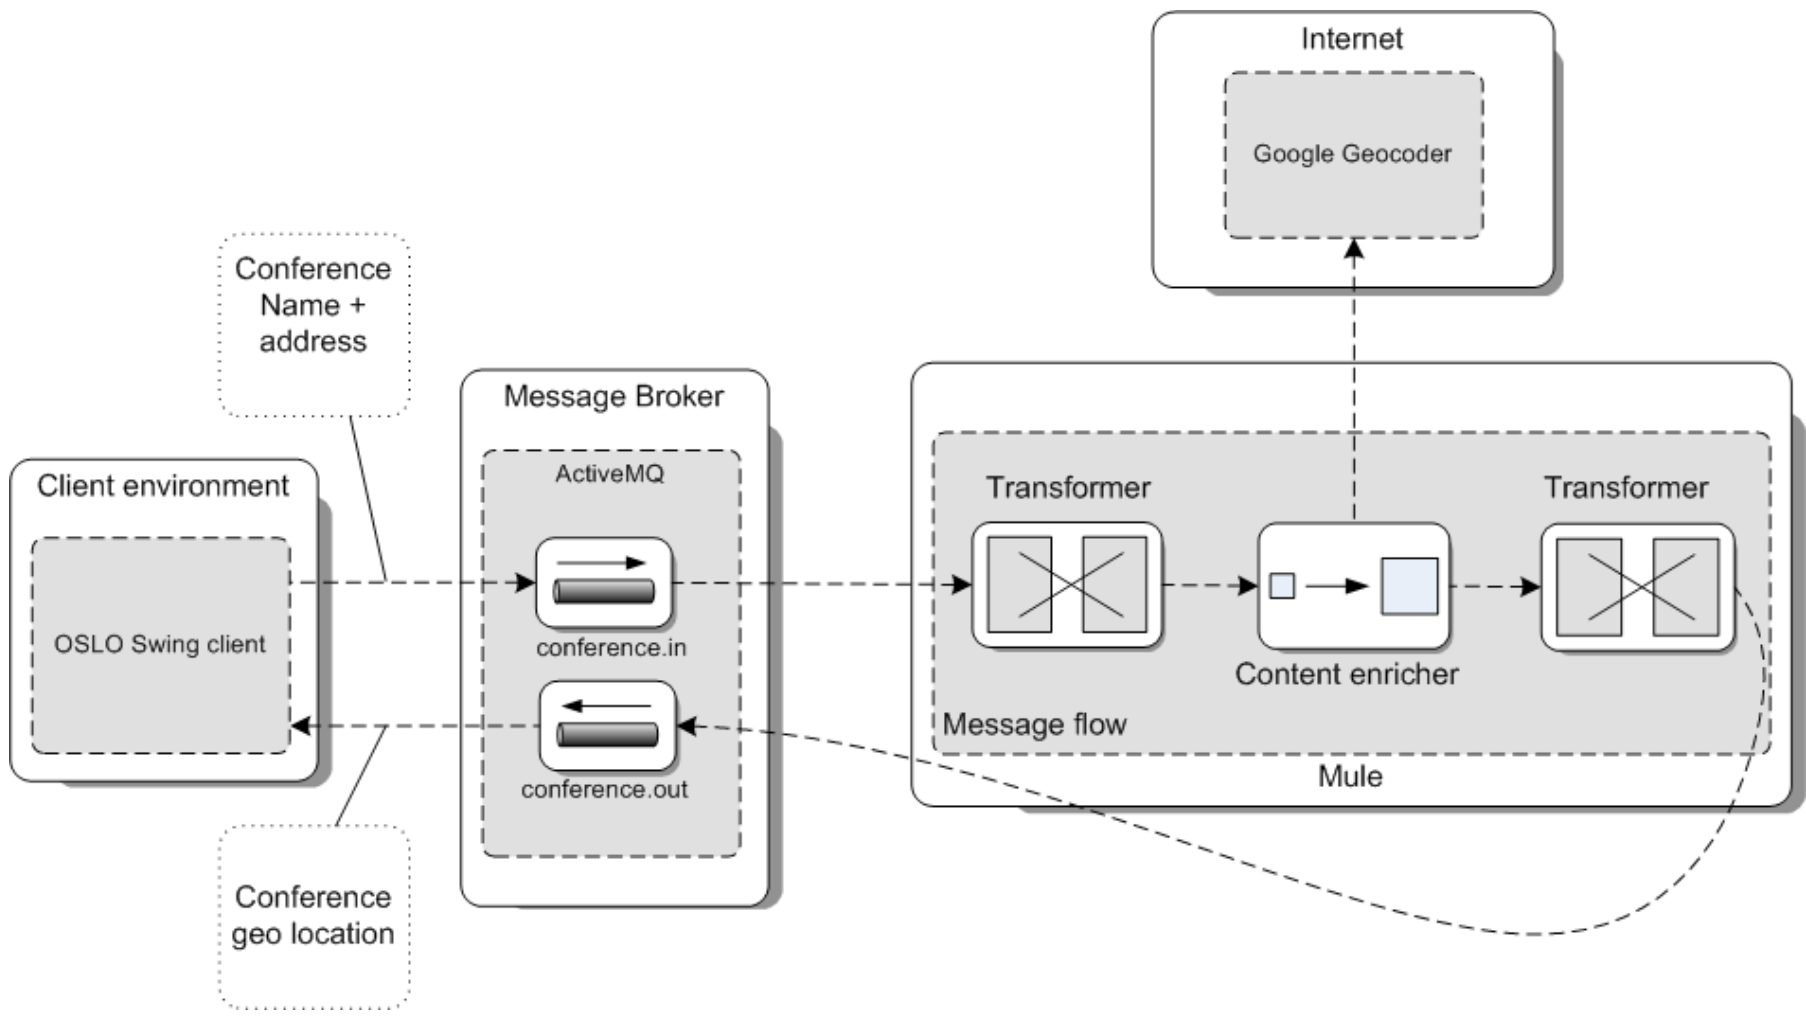 Internet
Google Geocoder
Conference
Name +
address
Message Broker
ActiveMQ
Client environment
OSLO Swing client
conference.in
conference.out
Transformer
Content enricher
Transformer
Message flow
Mule
Conference
geo location